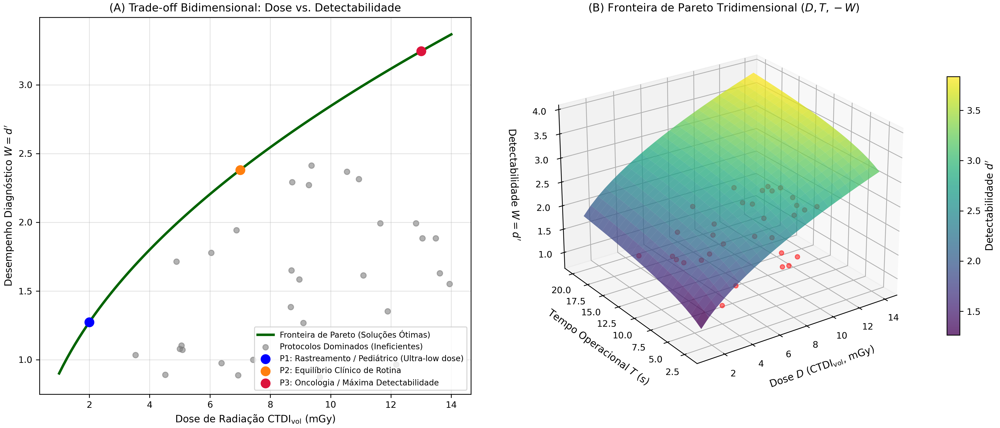 (A) Trade-off Bidimensional: Dose vs. Detectabilidade
Desempenho Diagnóstico W = d′
3.0
2.5
2.0
1.5
1.0
Fronteira de Pareto (Soluções Ótimas)
Protocolos Dominados (Ineficientes)
P1: Rastreamento / Pediátrico (Ultra-low dose)
P2: Equilíbrio Clínico de Rotina
P3: Oncologia / Máxima Detectabilidade
2 4 6 8 10 12 14
Dose de Radiação CTDIvol (mGy)
(B) Fronteira de Pareto Tridimensional (D, T, −W)
Detectabilidade W = d′
4.0
3.5
3.0
2.5
2.0
1.5
1.0
20.0
17.5
15.0
12.5
10.0
7.5
5.0
2.5
Tempo Operacional T (s)
2
4
6
8
10
12
14
Dose D (CTDIvol, mGy)
3.5
3.0
2.5
2.0
1.5
Detectabilidade d′